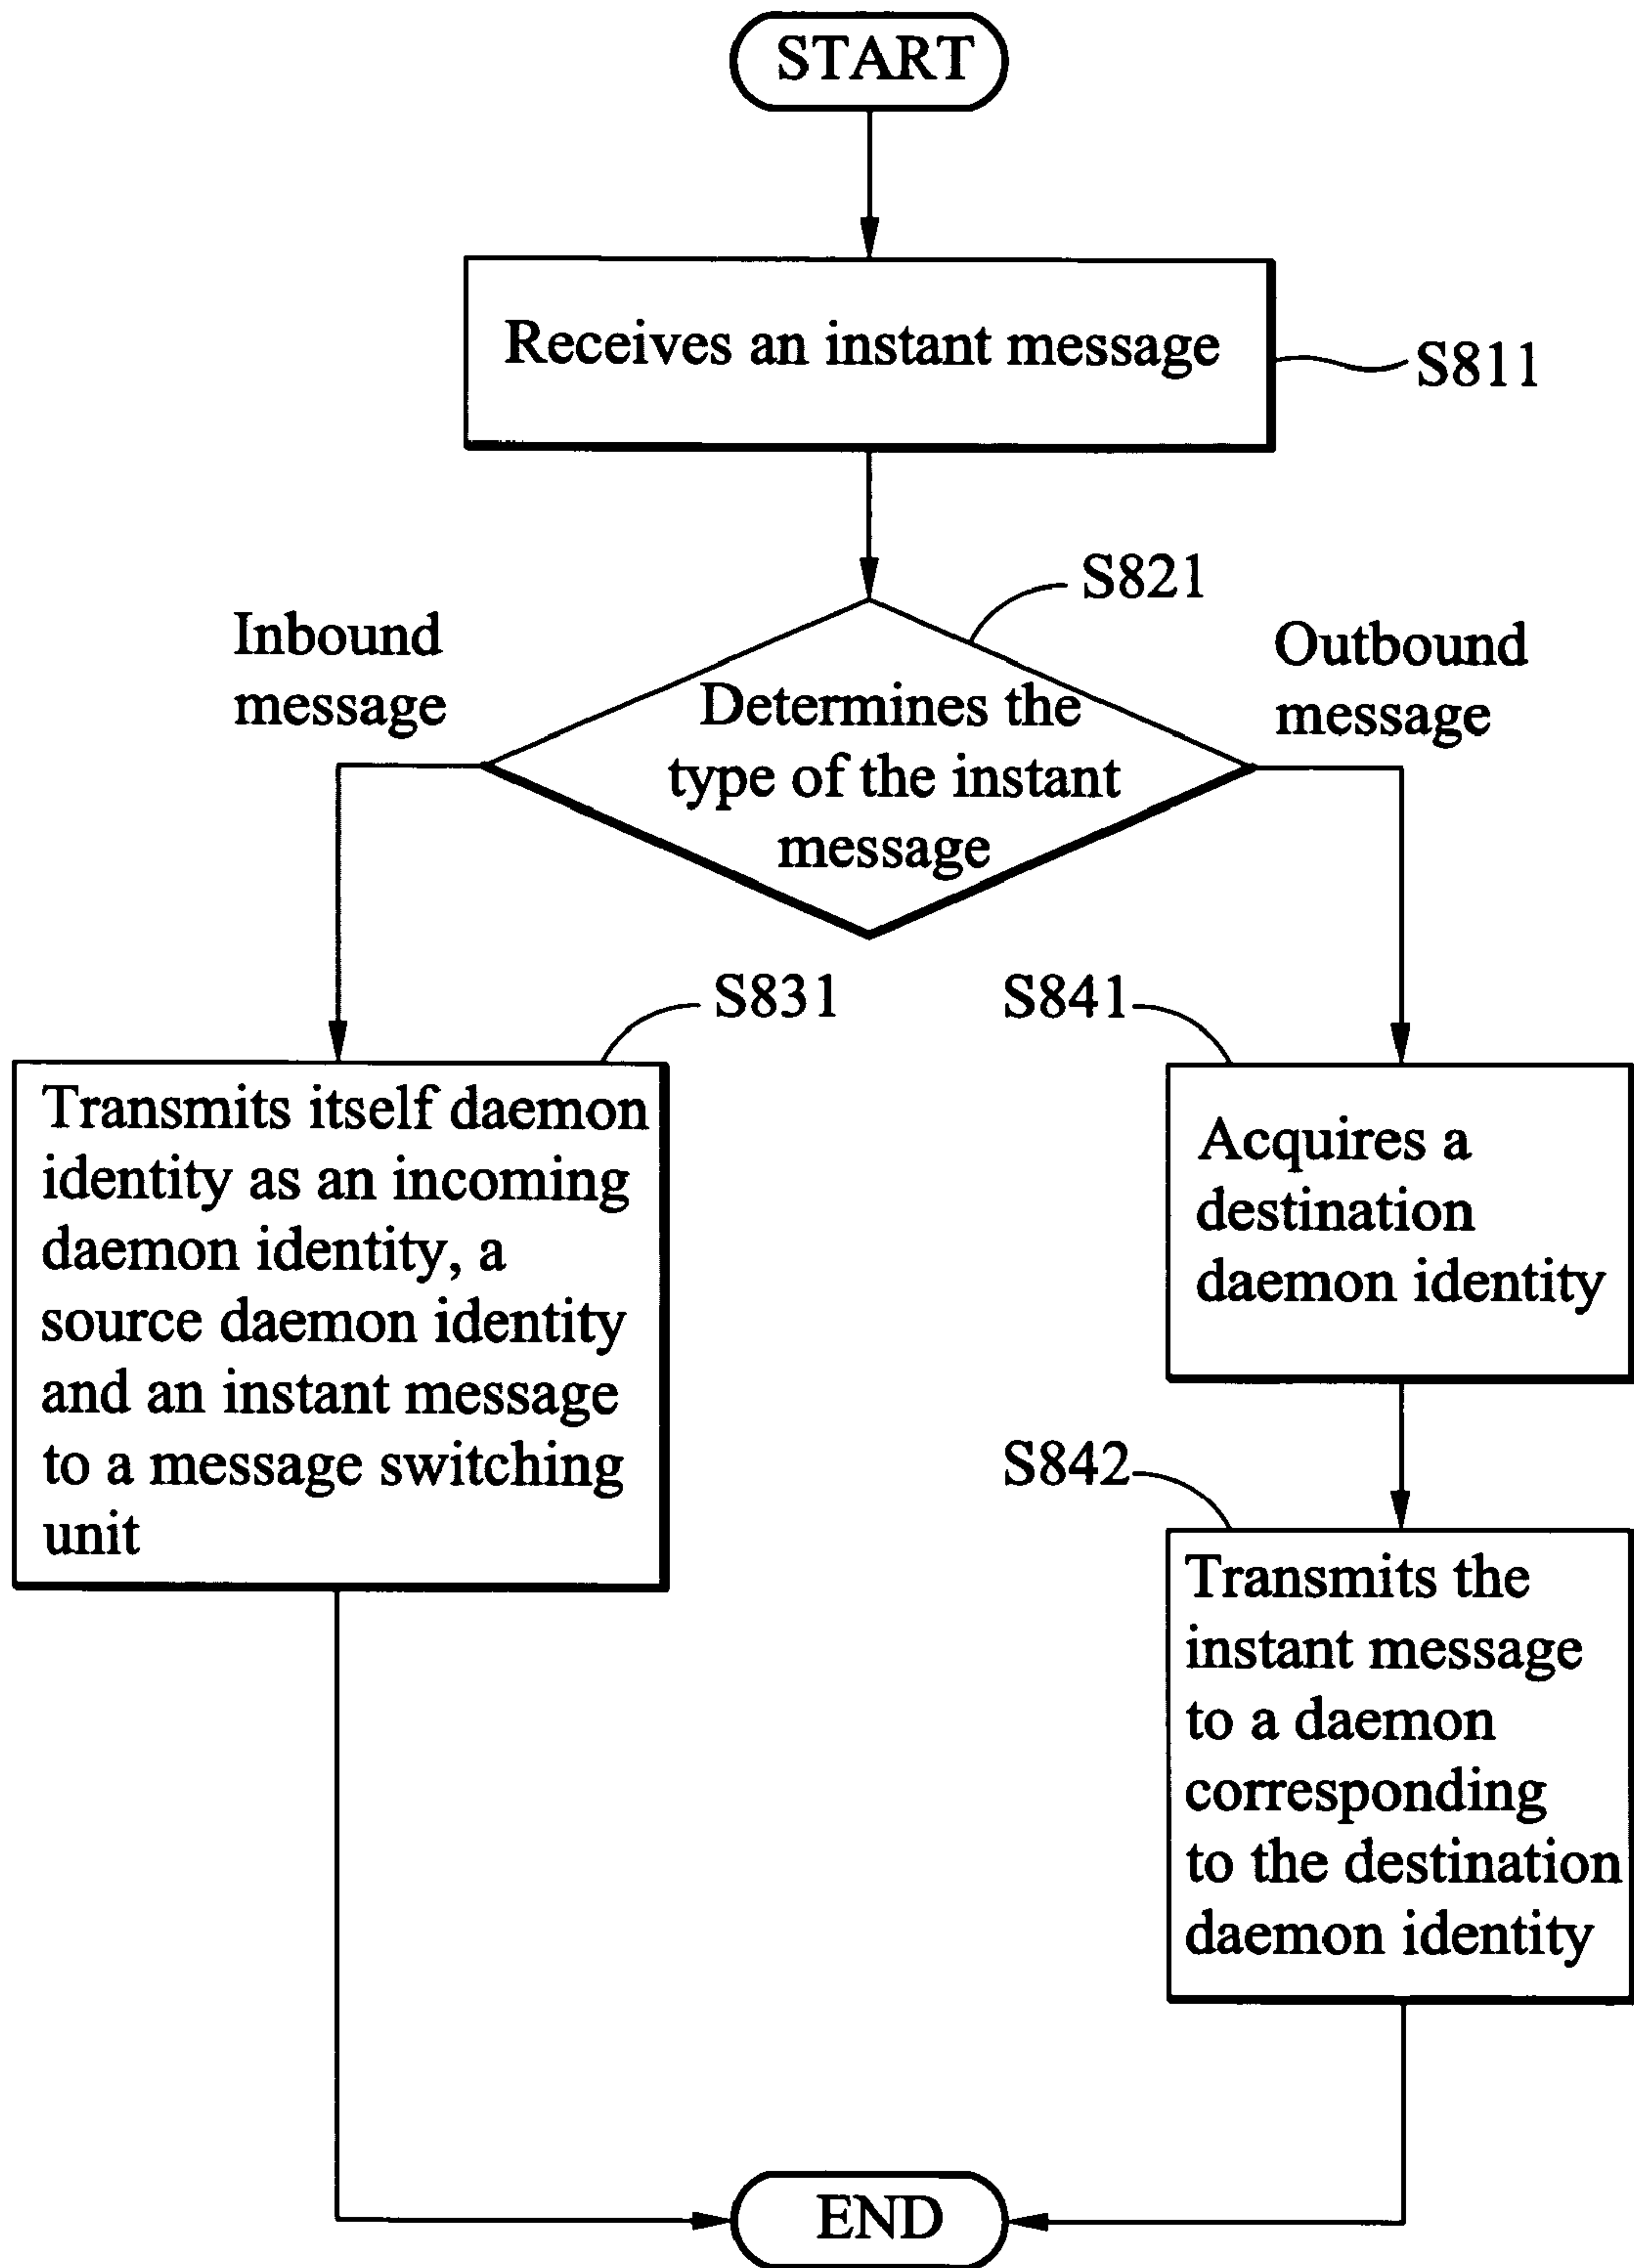 START
Receives an instant message
S811
S821
Inbound
message
Outbound
message
Determines the
type of the instant
message
S831
S841
Transmits itself daemon
identity as an incoming
daemon identity, a
source daemon identity
and an instant message
to a message switching
unit
Acquires a
destination
daemon identity
S842
Transmits the
instant message
to a daemon
corresponding
to the destination
daemon identity
END